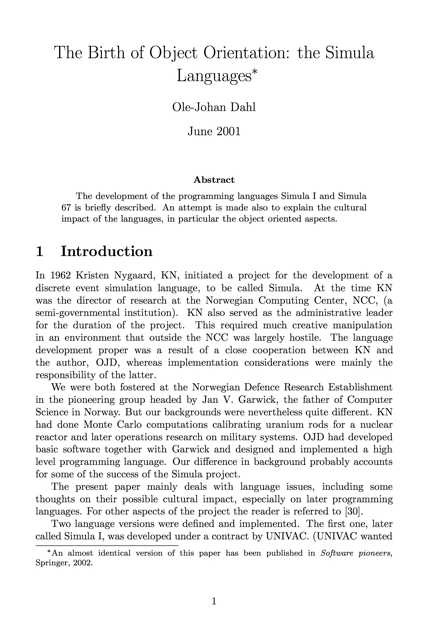 The Birth of Object Orientation: the Simula
Languages*
Ole-Johan Dahl
June 2001
Abstract
The development of the programming languages Simula I and Simula
67 is briefly described. An attempt is made also to explain the cultural
impact of the languages, in particular the object oriented aspects.
1 Introduction
In 1962 Kristen Nygaard, KN, initiated a project for the development of a
discrete event simulation language, to be called Simula. At the time KN
was the director of research at the Norwegian Computing Center, NCC, (a
semi-governmental institution). KN also served as the administrative leader
for the duration of the project. This required much creative manipulation
in an environment that outside the NCC was largely hostile. The language
development proper was a result of a close cooperation between KN and
the author, OJD, whereas implementation considerations were mainly the
responsibility of the latter.
We were both fostered at the Norwegian Defence Research Establishment
in the pioneering group headed by Jan V. Garwick, the father of Computer
Science in Norway. But our backgrounds were nevertheless quite different. KN
had done Monte Carlo computations calibrating uranium rods for a nuclear
reactor and later operations research on military systems. OJD had developed
basic software together with Garwick and designed and implemented a high
level programming language. Our difference in background probably accounts
for some of the success of the Simula project.
The present paper mainly deals with language issues, including some
thoughts on their possible cultural impact, especially on later programming
languages. For other aspects of the project the reader is referred to [30].
Two language versions were defined and implemented. The first one, later
called Simula I, was developed under a contract by UNIVAC. (UNIVAC wanted
*An almost identical version of this paper has been published in Software pioneers,
Springer, 2002.
1